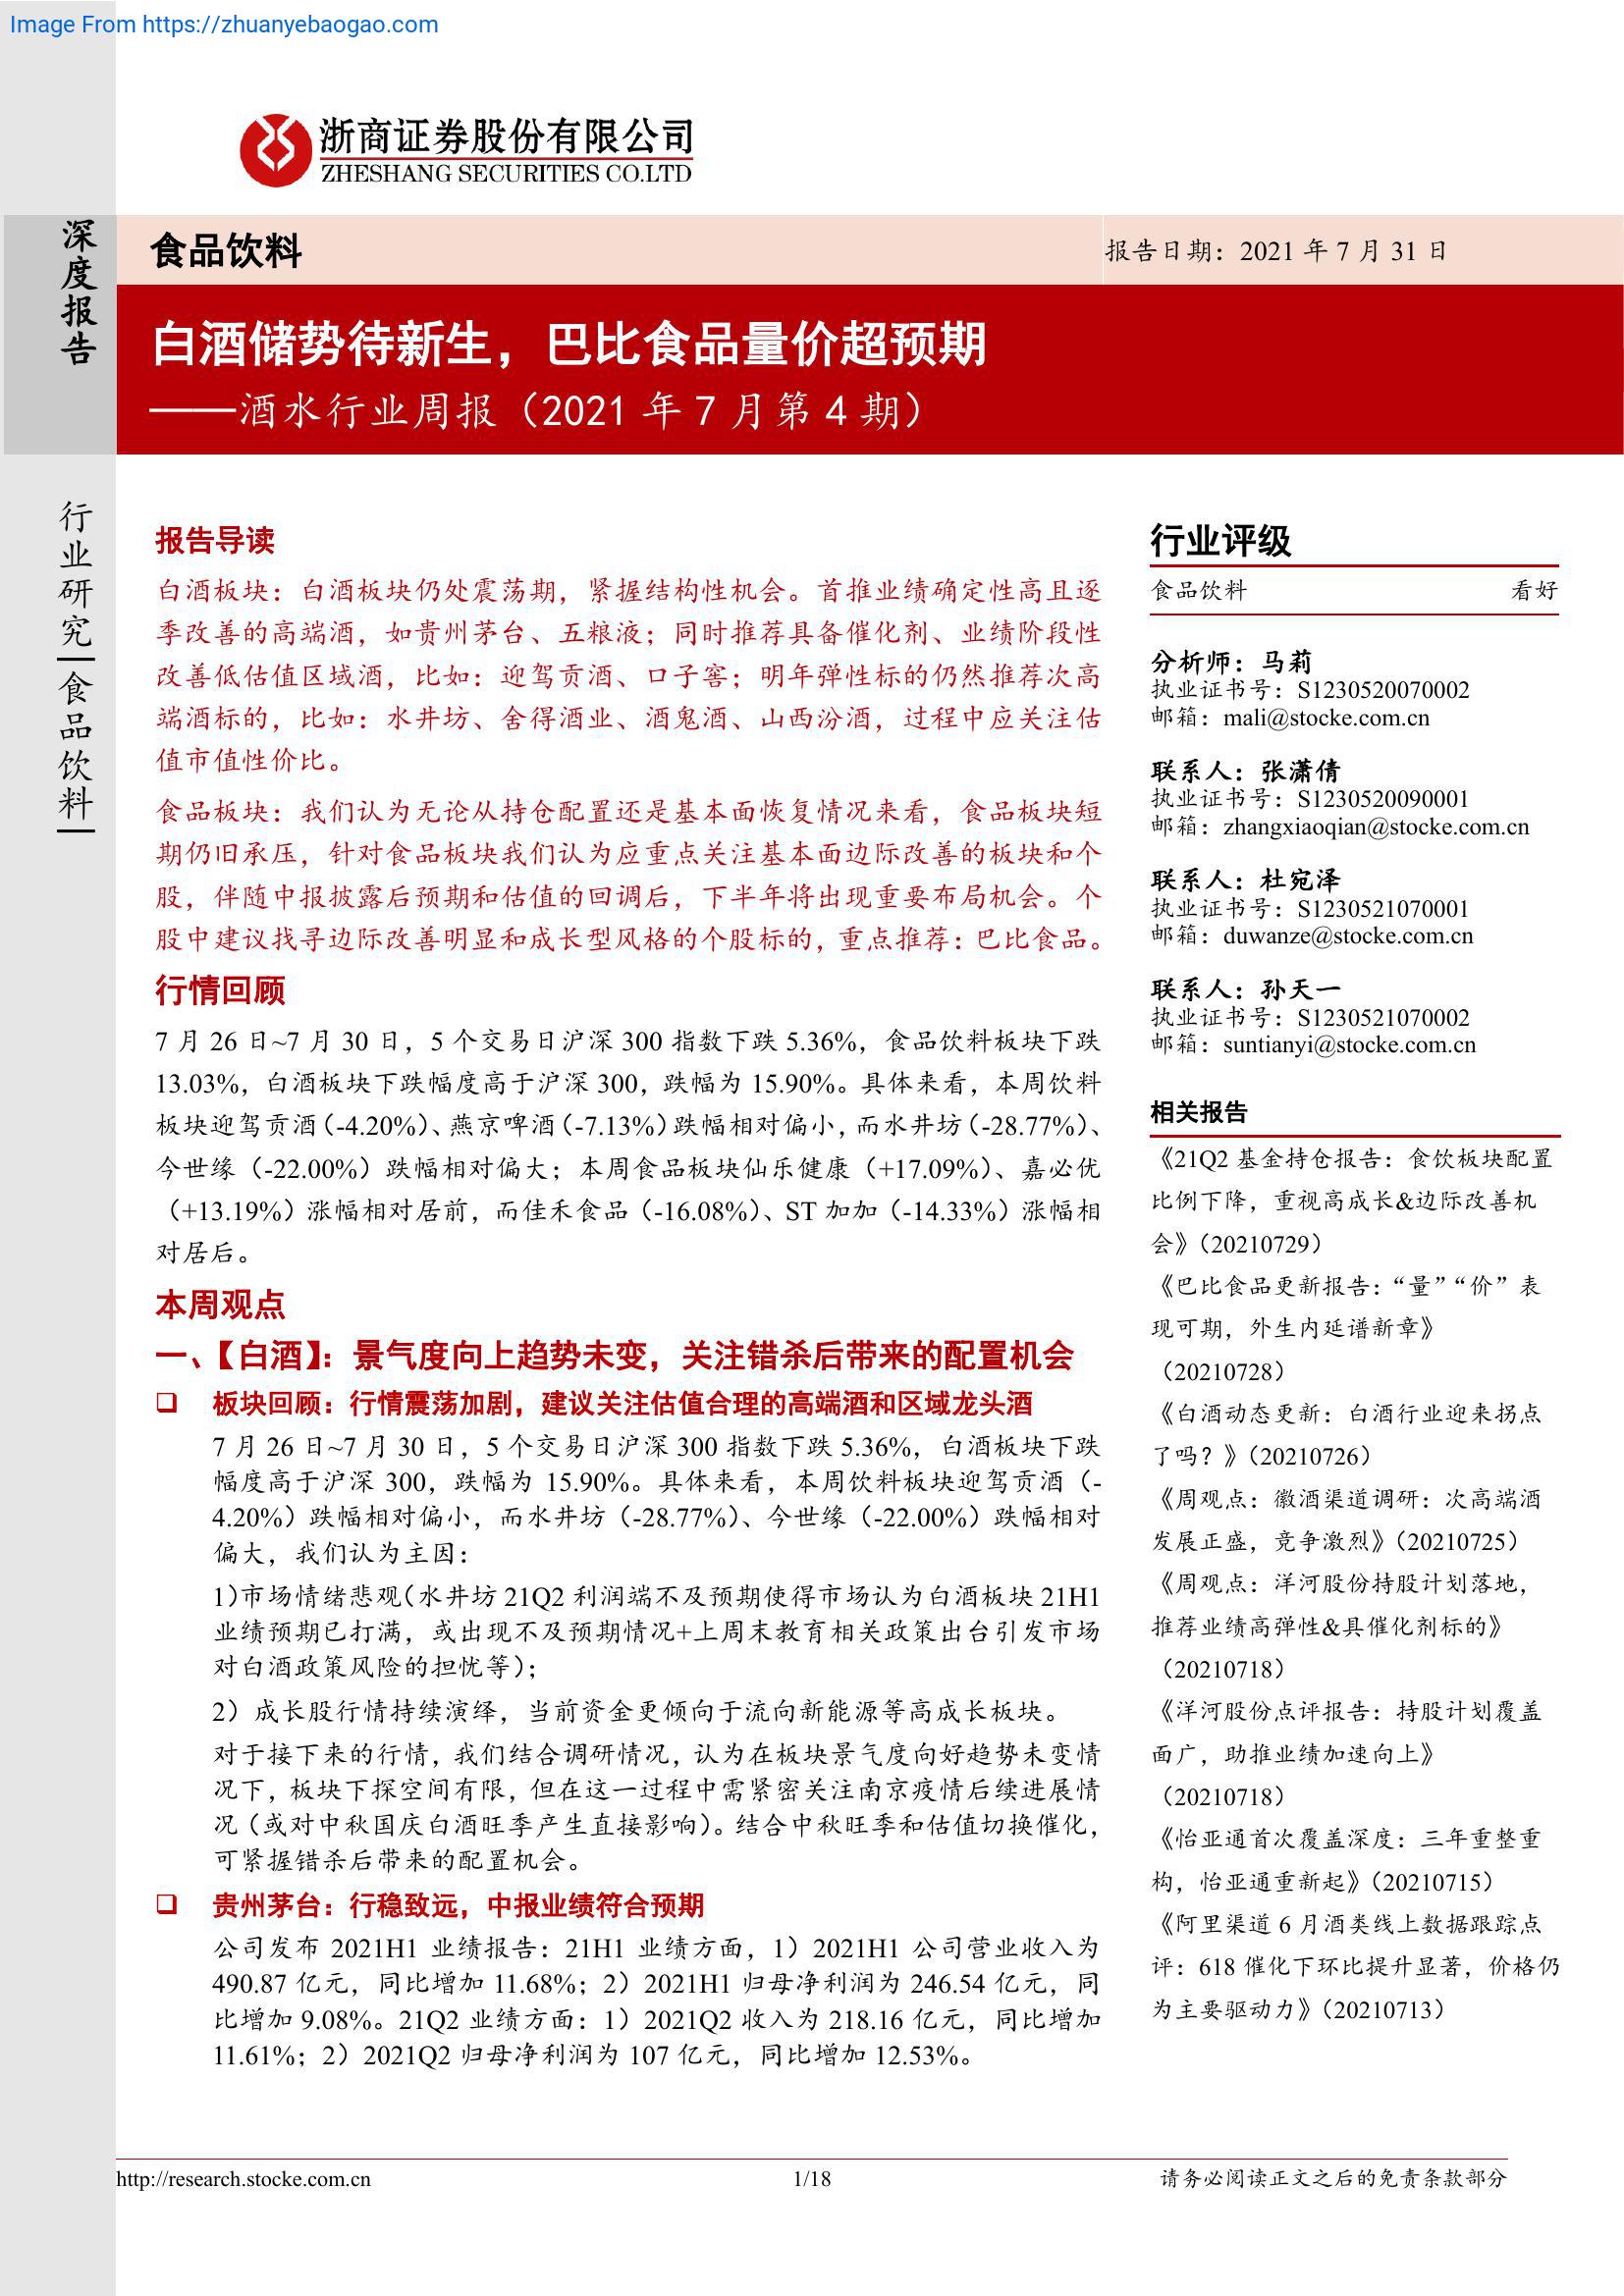 Image From https://zhuanyebaogao.com
浙商证券股份有限公司
ZHESHANG SECURITIES CO.LTD
深度报告
行业研究|食品饮料|
食品饮料
报告日期：2021 年 7 月 31 日
白酒储势待新生，巴比食品量价超预期
——酒水行业周报（2021 年 7 月第 4 期）
报告导读
白酒板块：白酒板块仍处震荡期，紧握结构性机会。首推业绩确定性高且逐
季改善的高端酒，如贵州茅台、五粮液；同时推荐具备催化剂、业绩阶段性
改善低估值区域酒，比如：迎驾贡酒、口子窖；明年弹性标的仍然推荐次高
端酒标的，比如：水井坊、舍得酒业、酒鬼酒、山西汾酒，过程中应关注估
值市值性价比。
食品板块：我们认为无论从持仓配置还是基本面恢复情况来看，食品板块短
期仍旧承压，针对食品板块我们认为应重点关注基本面边际改善的板块和个
股，伴随中报披露后预期和估值的回调后，下半年将出现重要布局机会。个
股中建议找寻边际改善明显和成长型风格的个股标的，重点推荐：巴比食品。
行情回顾
7 月 26 日~7 月 30 日，5 个交易日沪深 300 指数下跌 5.36%，食品饮料板块下跌
13.03%，白酒板块下跌幅度高于沪深 300，跌幅为 15.90%。具体来看，本周饮料
板块迎驾贡酒（-4.20%）、燕京啤酒（-7.13%）跌幅相对偏小，而水井坊（-28.77%）、
今世缘（-22.00%）跌幅相对偏大；本周食品板块仙乐健康（+17.09%）、嘉必优
（+13.19%）涨幅相对居前，而佳禾食品（-16.08%）、ST 加加（-14.33%）涨幅相
对居后。
本周观点
一、【白酒】：景气度向上趋势未变，关注错杀后带来的配置机会
❑ 板块回顾：行情震荡加剧，建议关注估值合理的高端酒和区域龙头酒
7 月 26 日~7 月 30 日，5 个交易日沪深 300 指数下跌 5.36%，白酒板块下跌
幅度高于沪深 300，跌幅为 15.90%。具体来看，本周饮料板块迎驾贡酒（-
4.20%）跌幅相对偏小，而水井坊（-28.77%）、今世缘（-22.00%）跌幅相对
偏大，我们认为主因：
1)市场情绪悲观（水井坊 21Q2 利润端不及预期使得市场认为白酒板块 21H1
业绩预期已打满，或出现不及预期情况+上周末教育相关政策出台引发市场
对白酒政策风险的担忧等）；
2）成长股行情持续演绎，当前资金更倾向于流向新能源等高成长板块。
对于接下来的行情，我们结合调研情况，认为在板块景气度向好趋势未变情
况下，板块下探空间有限，但在这一过程中需紧密关注南京疫情后续进展情
况（或对中秋国庆白酒旺季产生直接影响）。结合中秋旺季和估值切换催化，
可紧握错杀后带来的配置机会。
❑ 贵州茅台：行稳致远，中报业绩符合预期
公司发布 2021H1 业绩报告：21H1 业绩方面，1）2021H1 公司营业收入为
490.87 亿元，同比增加 11.68%；2）2021H1 归母净利润为 246.54 亿元，同
比增加 9.08%。21Q2 业绩方面：1）2021Q2 收入为 218.16 亿元，同比增加
11.61%；2）2021Q2 归母净利润为 107 亿元，同比增加 12.53%。
行业评级
食品饮料 看好
分析师：马莉
执业证书号：S1230520070002
邮箱：mali@stocke.com.cn
联系人：张潇倩
执业证书号：S1230520090001
邮箱：zhangxiaoqian@stocke.com.cn
联系人：杜宛泽
执业证书号：S1230521070001
邮箱：duwanze@stocke.com.cn
联系人：孙天一
执业证书号：S1230521070002
邮箱：suntianyi@stocke.com.cn
相关报告
《21Q2 基金持仓报告：食饮板块配置
比例下降，重视高成长&边际改善机
会》（20210729）
《巴比食品更新报告：“量”“价”表
现可期，外生内延谱新章》
（20210728）
《白酒动态更新：白酒行业迎来拐点
了吗？》（20210726）
《周观点：徽酒渠道调研：次高端酒
发展正盛，竞争激烈》（20210725）
《周观点：洋河股份持股计划落地，
推荐业绩高弹性&具催化剂标的》
（20210718）
《洋河股份点评报告：持股计划覆盖
面广，助推业绩加速向上》
（20210718）
《怡亚通首次覆盖深度：三年重整重
构，怡亚通重新起》（20210715）
《阿里渠道 6 月酒类线上数据跟踪点
评：618 催化下环比提升显著，价格仍
为主要驱动力》（20210713）
http://research.stocke.com.cn
1/18
请务必阅读正文之后的免责条款部分